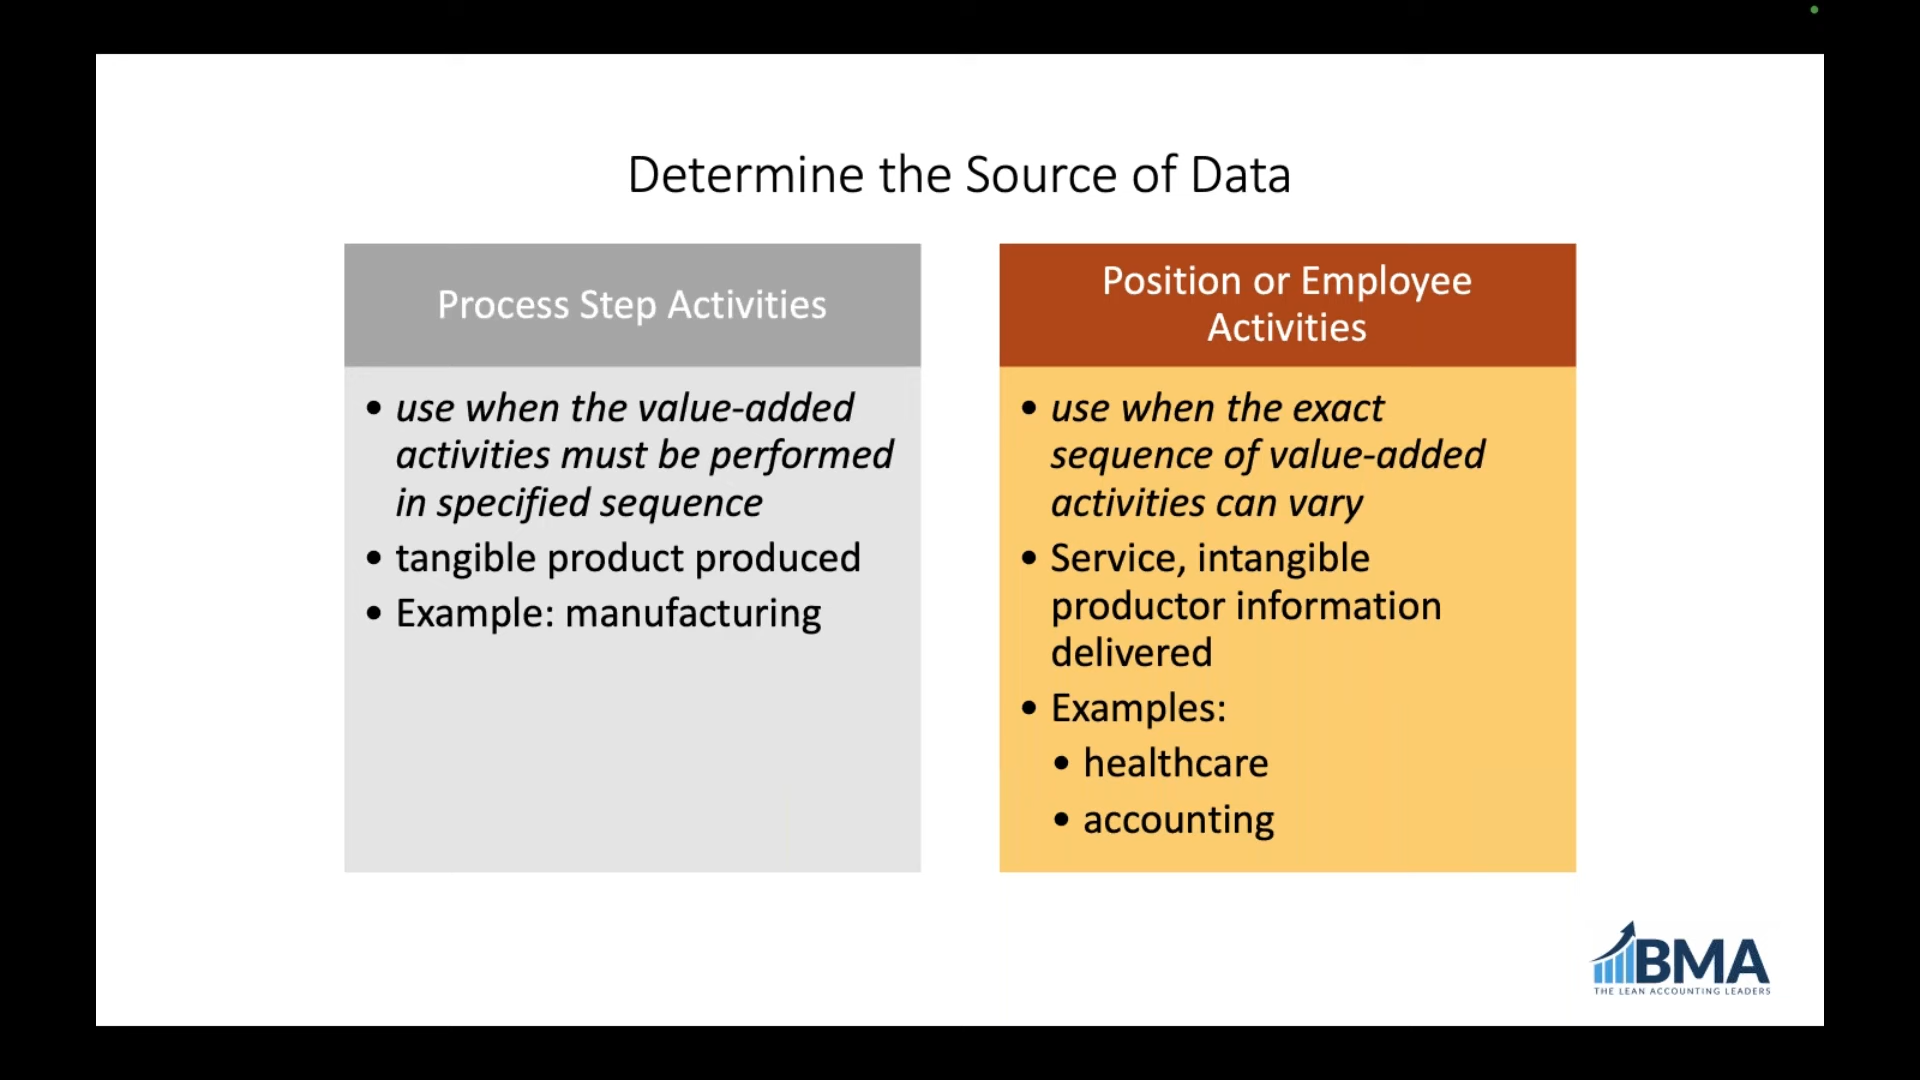 Determine the Source of Data
Process Step Activities
• use when the value-added
activities must be performed
in specified sequence
• tangible product produced
• Example: manufacturing
Position or Employee
Activities
• use when the exact
sequence of value-added
activities can vary
• Service, intangible
productor information
delivered
• Examples:
• healthcare
• accounting
BMA
THE LEAN ACCOUNTING LEADERS